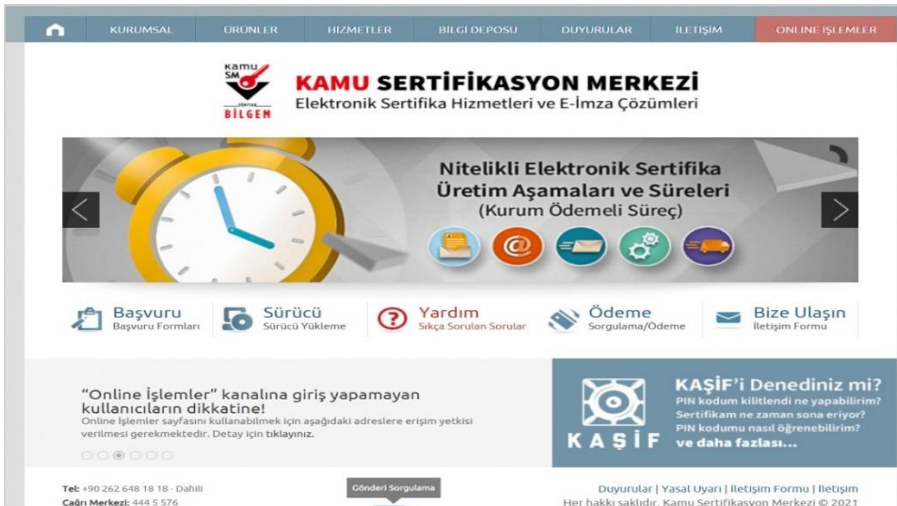 KURUMSAL ÜRÜNLER HİZMETLER BİLGİ DEPOSU DUYURULAR İLETİŞİM ONLINE İŞLEMLER
kamu
SM
BİLGEM
KAMU SERTİFİKASYON MERKEZİ
Elektronik Sertifika Hizmetleri ve E-İmza Çözümleri
Nitelikli Elektronik Sertifika
Üretim Aşamaları ve Süreleri
(Kurum Ödemeli Süreç)
Başvuru
Başvuru Formları
Sürücü
Sürücü Yükleme
Yardım
Sıkça Sorulan Sorular
Ödeme
Sorgulama/Ödeme
Bize Ulaşın
İletişim Formu
"Online İşlemler" kanalına giriş yapamayan
kullanıcıların dikkatine!
Online İşlemler sayfasını kullanabilmek için aşağıdaki adreslere erişim yetkisi
verilmesi gerekmektedir. Detay için tıklayınız.
KAŞİF
KAŞİF'i Denediniz mi?
PIN kodum kilitlendi ne yapabilirim?
Sertifikam ne zaman sona eriyor?
PIN kodumu nasıl öğrenebilirim?
ve daha fazlası...
Tel: +90 262 648 18 18 - Dahili
Çağrı Merkezi: 444 5 576
Gönderi Sorgulama
Duyurular | Yasal Uyarı | İletişim Formu | İletişim
Her hakkı saklıdır. Kamu Sertifikasyon Merkezi © 2021